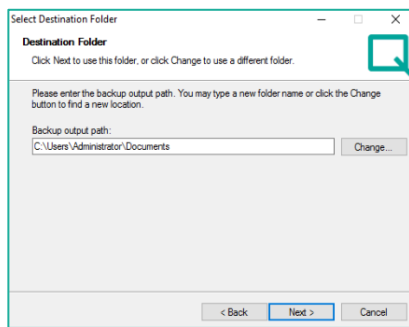 Select Destination Folder
Destination Folder
Click Next to use this folder, or click Change to use a different folder.
Please enter the backup output path. You may type a new folder name or click the Change
button to find a new location.
Backup output path:
C:\Users\Administrator\Documents
Change...
< Back
Next >
Cancel